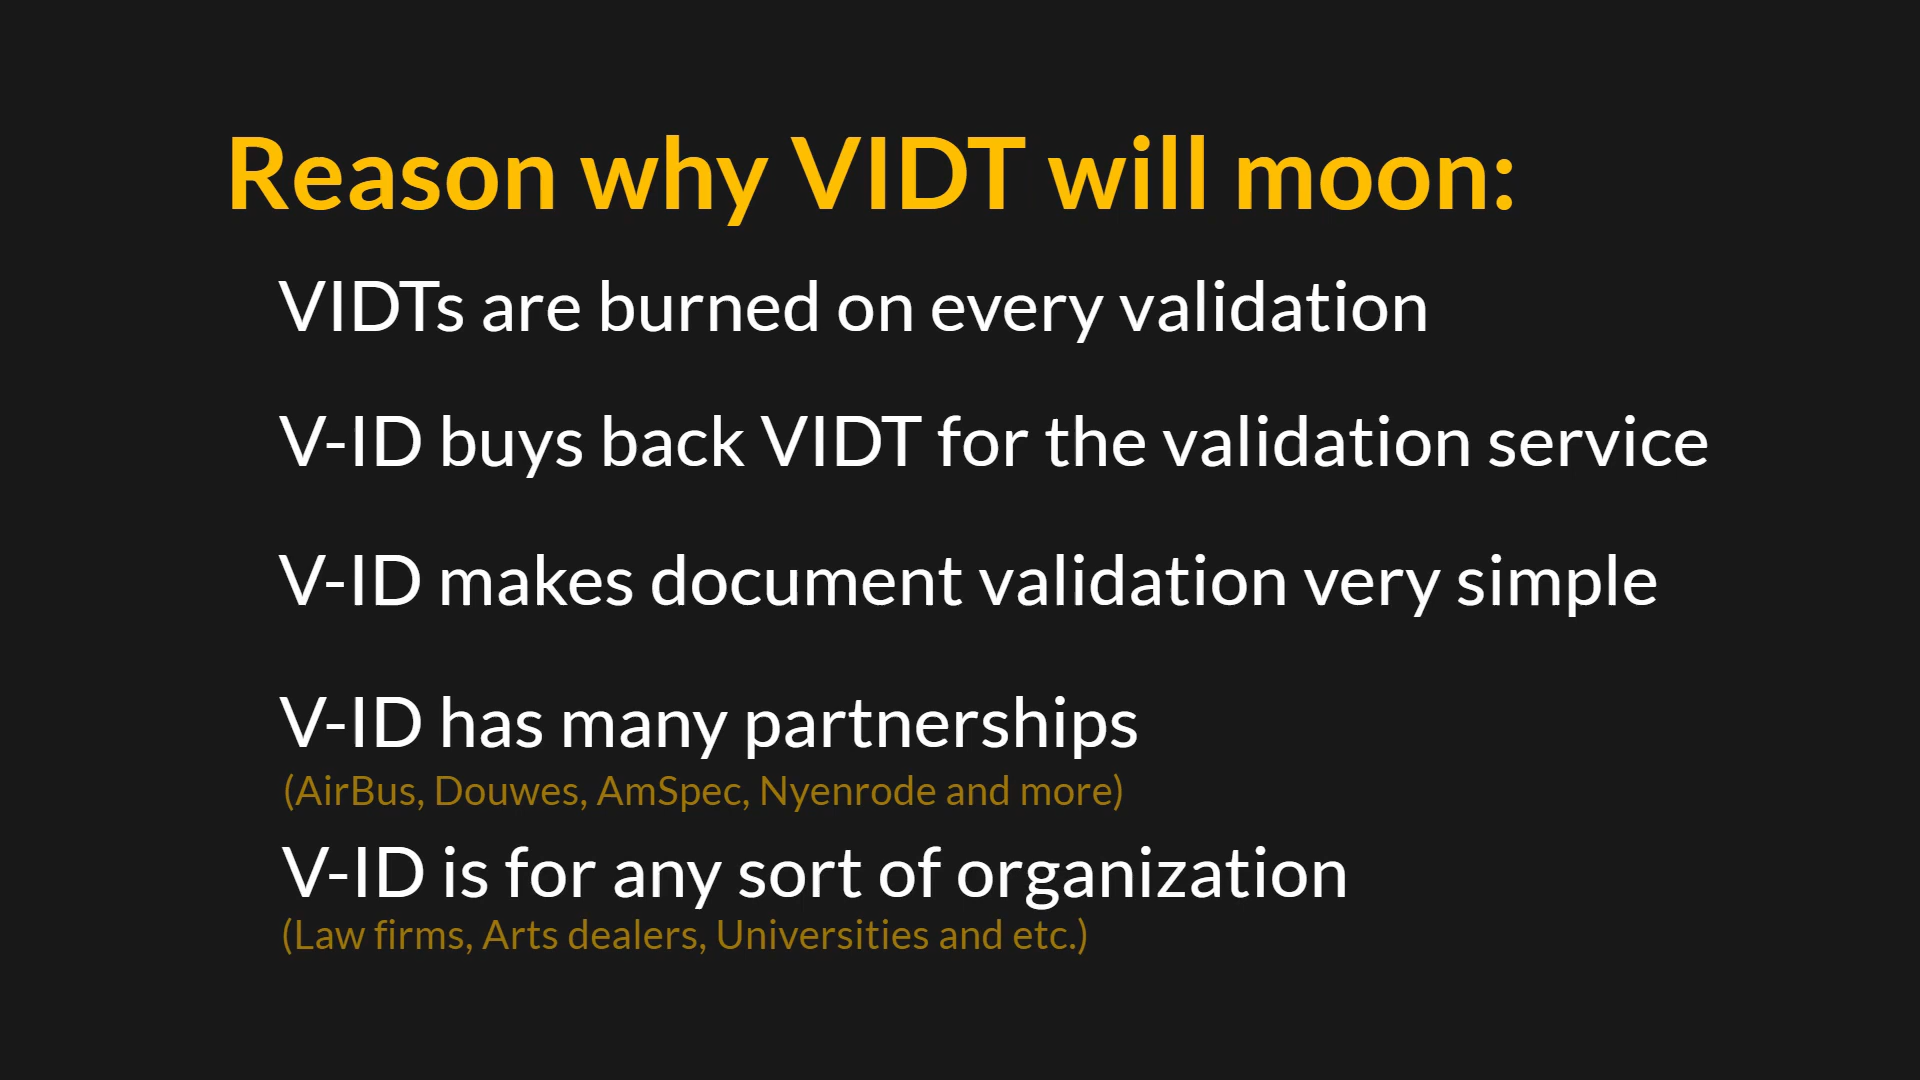 Reason why VIDT will moon:
VIDTs are burned on every validation
V-ID buys back VIDT for the validation service
V-ID makes document validation very simple
V-ID has many partnerships
(AirBus, Douwes, AmSpec, Nyenrode and more)
V-ID is for any sort of organization
(Law firms, Arts dealers, Universities and etc.)